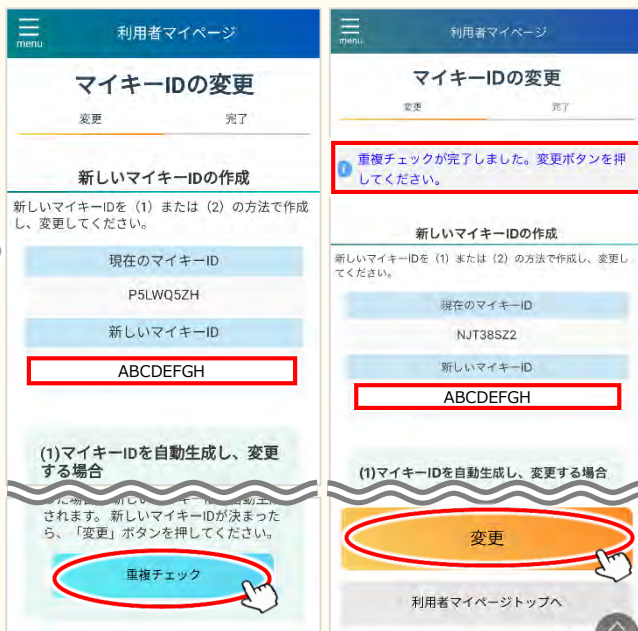 menu
利用者マイページ
マイキーIDの変更
変更
完了
新しいマイキーIDの作成
新しいマイキーIDを（1）または（2）の方法で作成
し、変更してください。
現在のマイキーID
P5LWQ5ZH
新しいマイキーID
ABCDEFGH
(1)マイキーIDを自動生成し、変更
する場合
されます。新しいマイキーIDが決まった
ら、「変更」ボタンを押してください。
重複チェック
menu
利用者マイページ
マイキーIDの変更
変更
完了
重複チェックが完了しました。変更ボタンを押
してください。
新しいマイキーIDの作成
新しいマイキーIDを（1）または（2）の方法で作成し、変更し
てください。
現在のマイキーID
NJT38SZ2
新しいマイキーID
ABCDEFGH
(1)マイキーIDを自動生成し、変更する場合
変更
利用者マイページトップへ